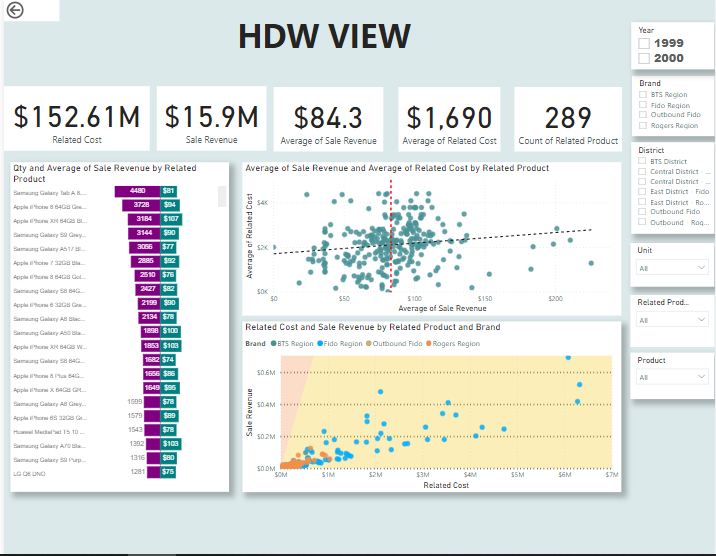 HDW VIEW
$152.61M
Related Cost
$15.9M
Sale Revenue
$84.3
Average of Sale Revenue
$1,690
Average of Related Cost
289
Count of Related Product
Year
1999
2000
Brand
BTS Region
Fido Region
Outbound Fido
Rogers Region
District
BTS District
Central District
Central District ...
East District Fido
East District Ro...
Outbound Fido
Outbound Rog...
Unit
All
Related Prod...
All
Product
All
Qty and Average of Sale Revenue by Related
Product
Samsung Galaxy Tab A 8... 4480 $81
Apple iPhone 8 64GB Gre... 3728 $94
Apple iPhone XR 64GB Bl... 3184 $107
Samsung Galaxy S9 Grey... 3144 $90
Samsung Galaxy A5 17 Bl... 3056 $77
Apple iPhone 7 32GB Bla... 2885 $92
Apple iPhone 8 64GB Gol... 2510 $76
Samsung Galaxy S8 64G... 2427 $82
Apple iPhone 6 32GB Gre... 2199 $90
Samsung Galaxy A8 Blac... 2134 $78
Samsung Galaxy A50 Bla... 1898 $100
Apple iPhone XR 64GB W... 1853 $103
Samsung Galaxy S8 64G... 1682 $74
Apple iPhone 8 Plus 64G... 1656 $86
Apple iPhone X 64GB GR... 1649 $95
Samsung Galaxy A8 Grey... 1599 $78
Apple iPhone 6S 32GB Gr... 1579 $89
Huawei MediaPad T5 10 ... 1543 $78
Samsung Galaxy A70 Bla... 1392 $103
Samsung Galaxy S9 Purp... 1316 $80
LG Q6 UNO 1281 $75
Average of Sale Revenue and Average of Related Cost by Related Product
Average of Related Cost
$4K
$2K
$0K
$0 $50 $100 $150 $200
Average of Sale Revenue
Related Cost and Sale Revenue by Related Product and Brand
Brand BTS Region Fido Region Outbound Fido Rogers Region
Sale Revenue
$0.6M
$0.4M
$0.2M
$0.0M
$0M $1M $2M $3M $4M $5M $6M $7M
Related Cost